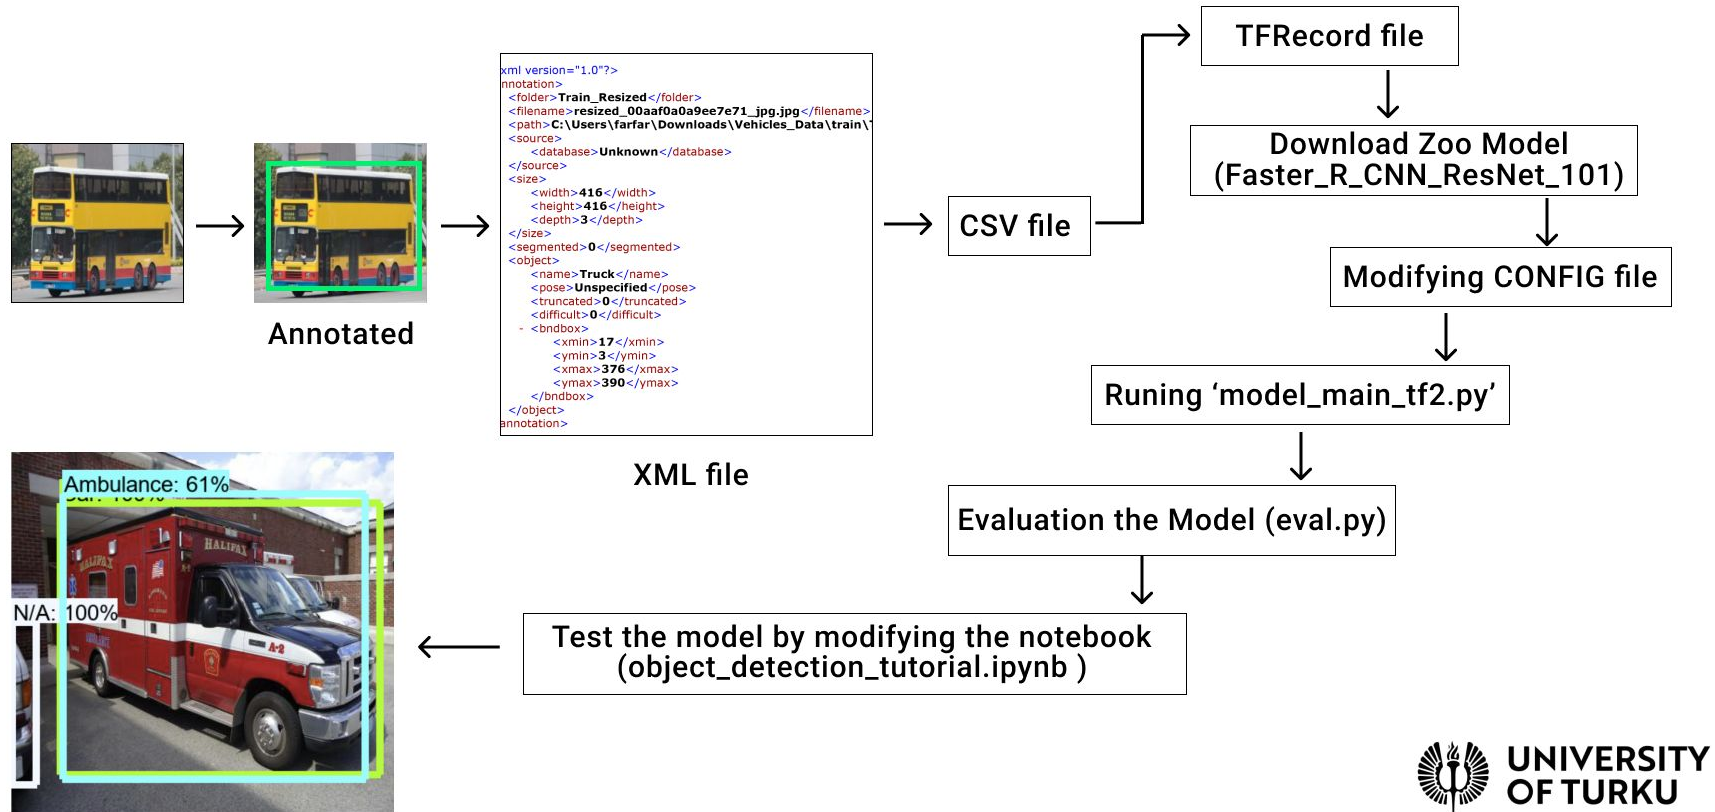 Annotated
xml version="1.0"?>
nnotation>
<folder>Train_Resized</folder>
<filename>resized_00aaf0a0a9ee7e71_jpg.jpg</filename>
<path>C:\Users\farfar\Downloads\Vehicles_Data\train\
<source>
<database>Unknown</database>
</source>
<size>
<width>416</width>
<height>416</height>
<depth>3</depth>
</size>
<segmented>0</segmented>
<object>
<name>Truck</name>
<pose>Unspecified</pose>
<truncated>0</truncated>
<difficult>0</difficult>
- <bndbox>
<xmin>17</xmin>
<ymin>3</ymin>
<xmax>376</xmax>
<ymax>390</ymax>
</bndbox>
</object>
annotation>
XML file
CSV file
TFRecord file
Download Zoo Model
(Faster_R_CNN_ResNet_101)
Modifying CONFIG file
Runing ‘model_main_tf2.py’
Evaluation the Model (eval.py)
Test the model by modifying the notebook
(object_detection_tutorial.ipynb )
Ambulance: 61%
N/A: 100%
HALIFAX
HALIFAX
A-2
UNIVERSITY
OF TURKU